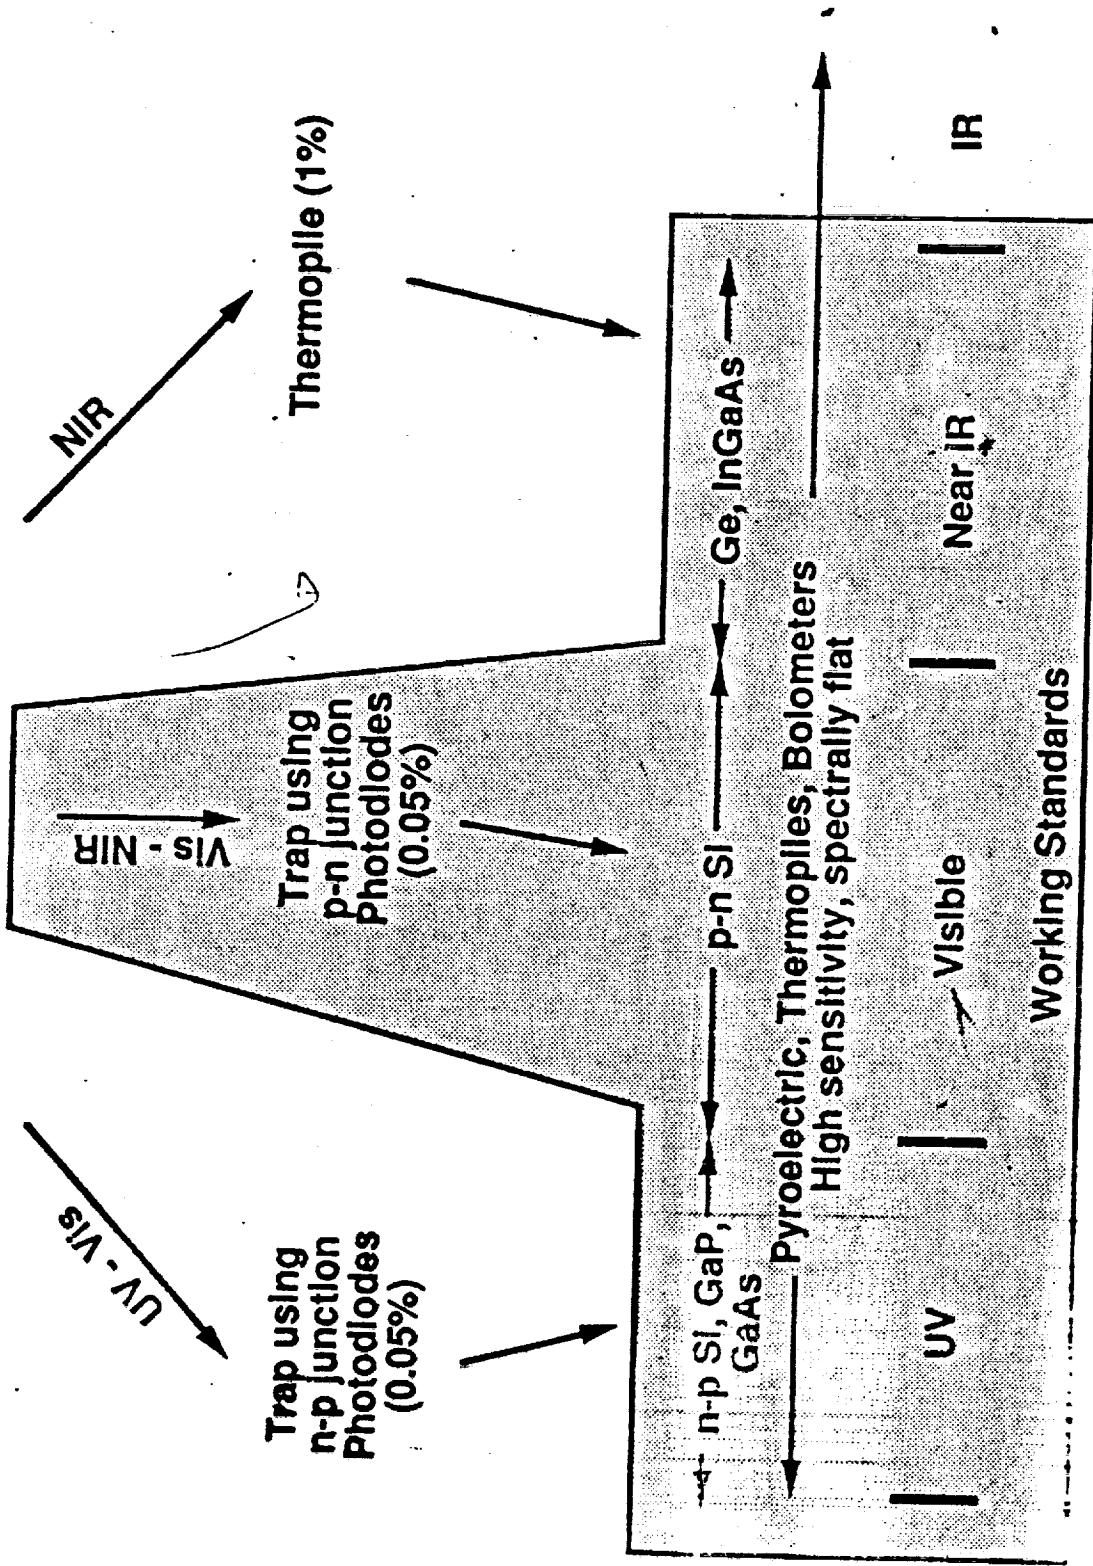 UV - Vis
Vis - NIR
NIR
Trap using
n-p junction
Photodiodes
(0.05%)
Trap using
p-n junction
Photodiodes
(0.05%)
Thermopile (1%)
n-p Si, GaP,
GaAs
p-n Si
Ge, InGaAs
Pyroelectric, Thermopiles, Bolometers
High sensitivity, spectrally flat
UV
Visible
Near IR
IR
Working Standards